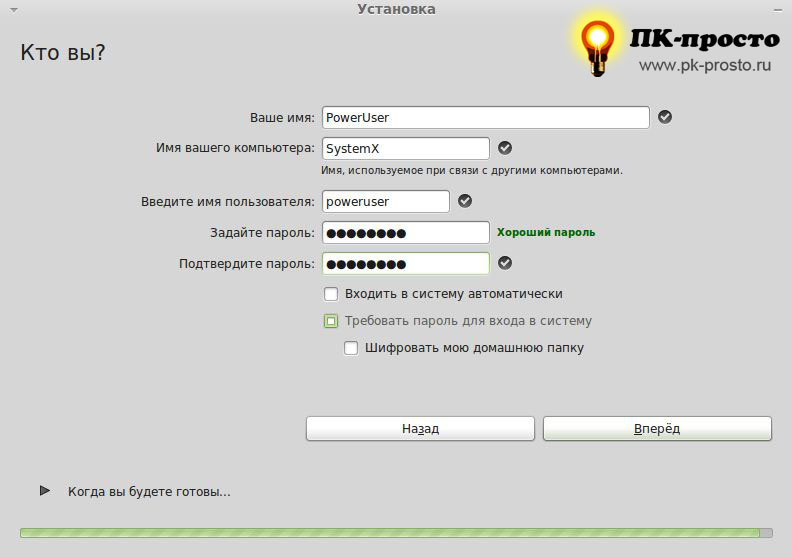 Установка
ПК-просто
www.pk-prosto.ru
Кто вы?
Ваше имя: PowerUser
Имя вашего компьютера: SystemX
Имя, используемое при связи с другими компьютерами.
Введите имя пользователя: poweruser
Задайте пароль: ●●●●●●●● Хороший пароль
Подтвердите пароль: ●●●●●●●●
Входить в систему автоматически
Требовать пароль для входа в систему
Шифровать мою домашнюю папку
Назад Вперёд
Когда вы будете готовы...